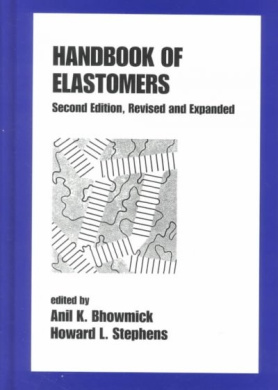 HANDBOOK OF
ELASTOMERS
Second Edition, Revised and Expanded
edited by
Anil K. Bhowmick
Howard L. Stephens